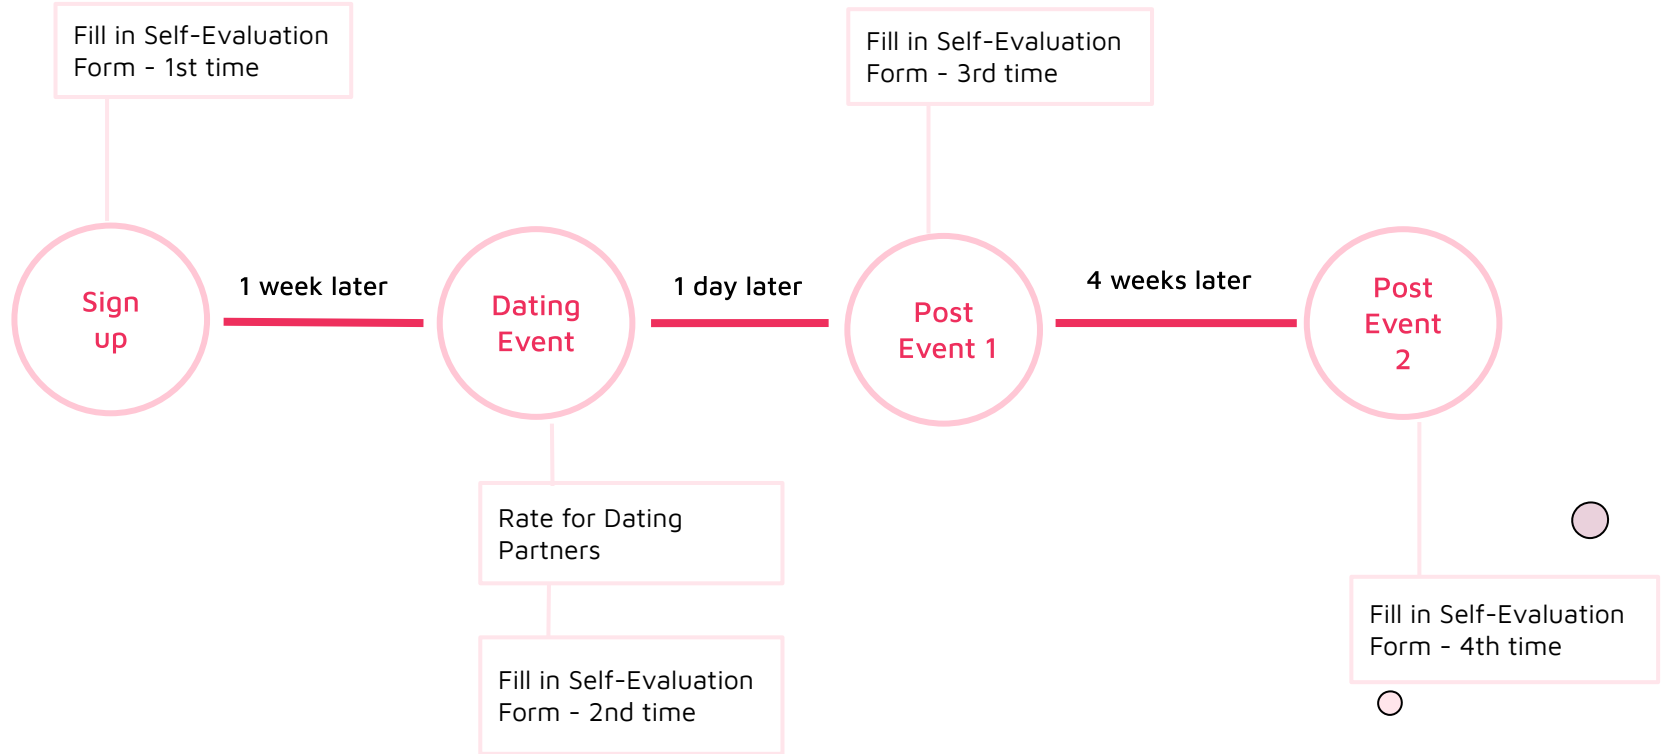 Fill in Self-Evaluation
Form - 1st time
Fill in Self-Evaluation
Form - 3rd time
Sign
up
1 week later
Dating
Event
1 day later
Post
Event 1
4 weeks later
Post
Event
2
Rate for Dating
Partners
Fill in Self-Evaluation
Form - 2nd time
Fill in Self-Evaluation
Form - 4th time